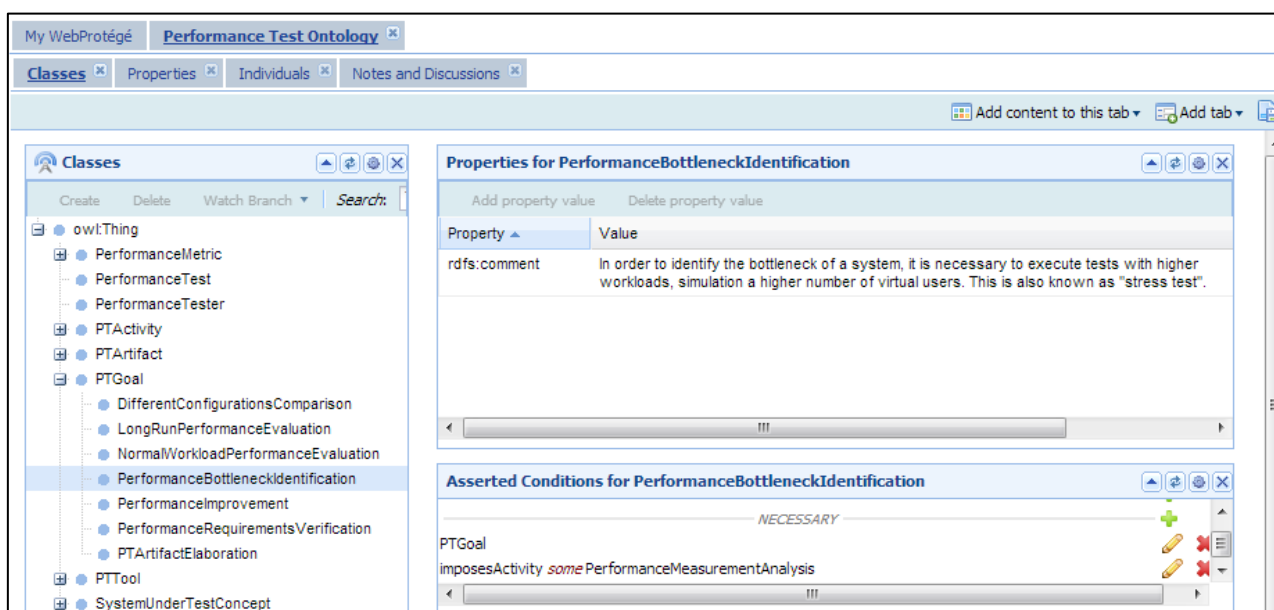 My WebProtégé Performance Test Ontology
Classes Properties Individuals Notes and Discussions
Add content to this tab Add tab
Classes
Create Delete Watch Branch Search:
owl:Thing
PerformanceMetric
PerformanceTest
PerformanceTester
PTActivity
PTArtifact
PTGoal
DifferentConfigurationsComparison
LongRunPerformanceEvaluation
NormalWorkloadPerformanceEvaluation
PerformanceBottleneckIdentification
PerformanceImprovement
PerformanceRequirementsVerification
PTArtifactElaboration
PTTool
SystemUnderTestConcept
Properties for PerformanceBottleneckIdentification
Add property value Delete property value
Property Value
rdfs:comment In order to identify the bottleneck of a system, it is necessary to execute tests with higher
workloads, simulation a higher number of virtual users. This is also known as "stress test".
Asserted Conditions for PerformanceBottleneckIdentification
NECESSARY
PTGoal
imposesActivity some PerformanceMeasurementAnalysis